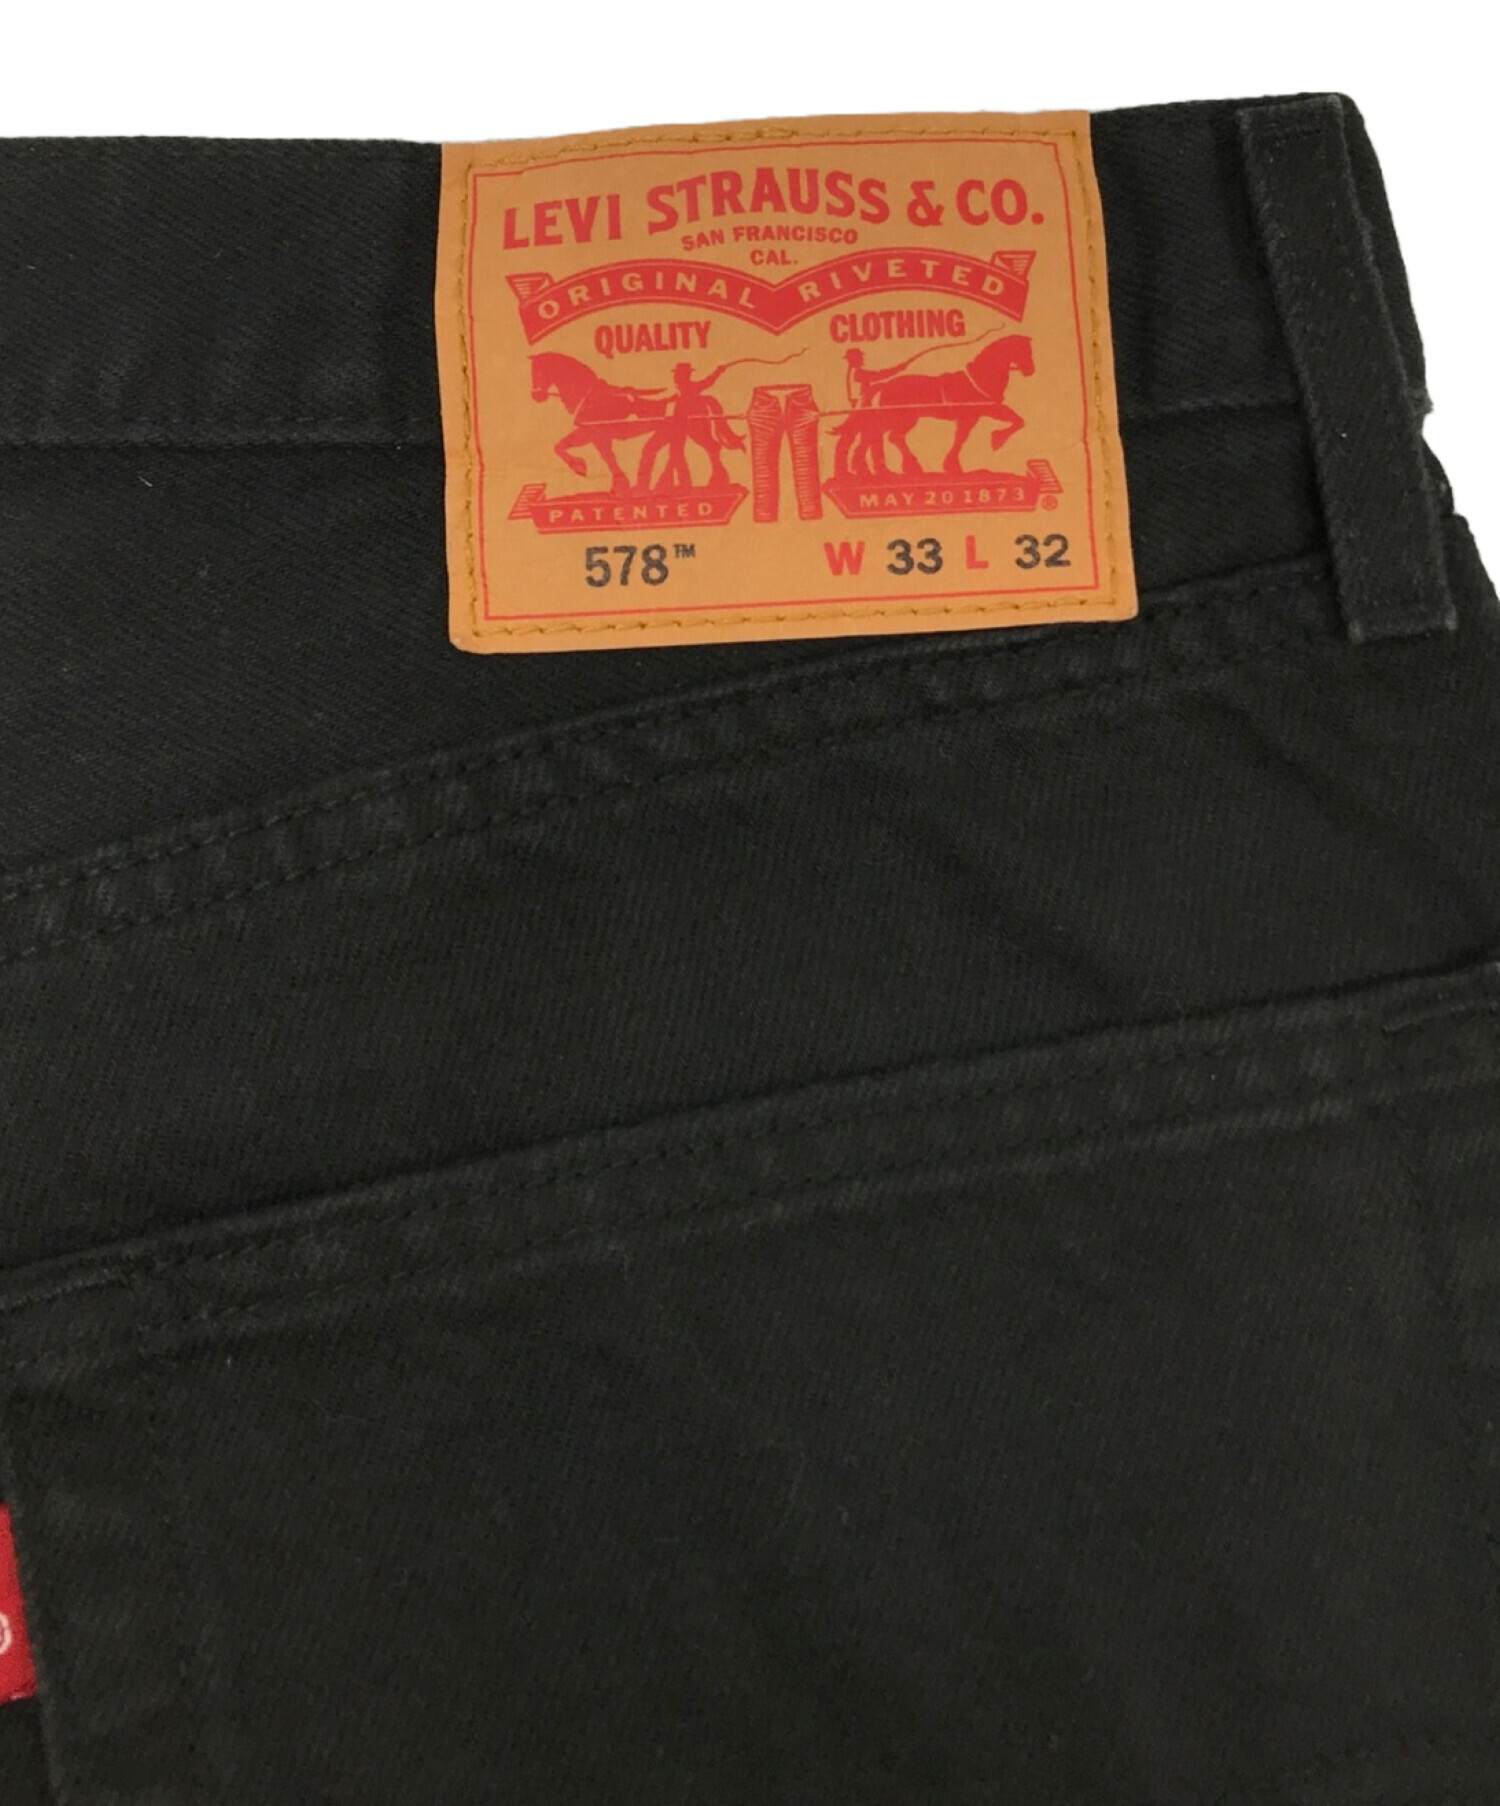 LEVI STRAUSS & CO.
SAN FRANCISCO
CAL.
ORIGINAL RIVETED
QUALITY CLOTHING
PATENTED MAY 20 1873 ®
578™ W 33 L 32